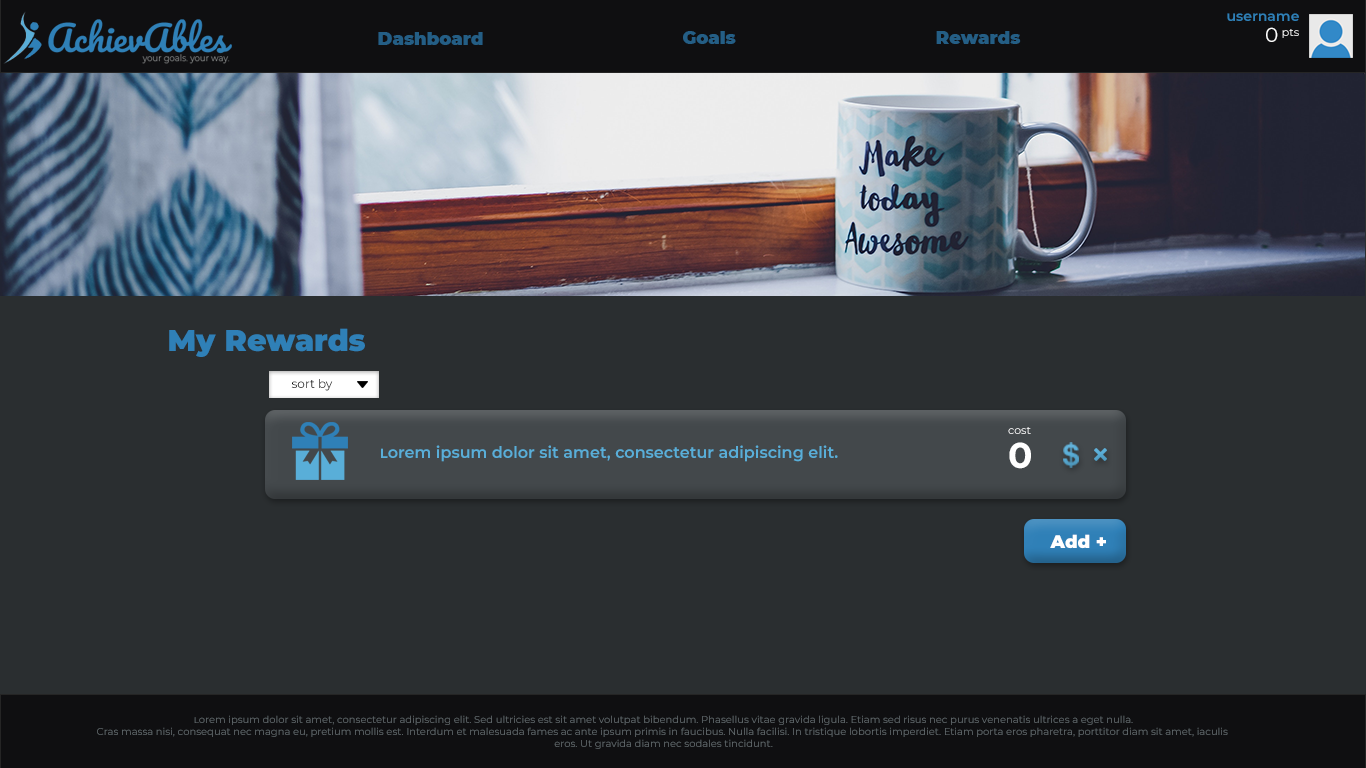 AchievAbles
your goals. your way.
Dashboard
Goals
Rewards
username
0 pts
Make
today
Awesome
My Rewards
sort by
Lorem ipsum dolor sit amet, consectetur adipiscing elit.
cost
0
$ ×
Add +
Lorem ipsum dolor sit amet, consectetur adipiscing elit. Sed ultricies est sit amet volutpat bibendum. Phasellus vitae gravida ligula. Etiam sed risus nec purus venenatis ultrices a eget nulla.
Cras massa nisi, consequat nec magna eu, pretium mollis est. Interdum et malesuada fames ac ante ipsum primis in faucibus. Nulla facilisi. In tristique lobortis imperdiet. Etiam porta eros pharetra, porttitor diam sit amet, iaculis
eros. Ut gravida diam nec sodales tincidunt.